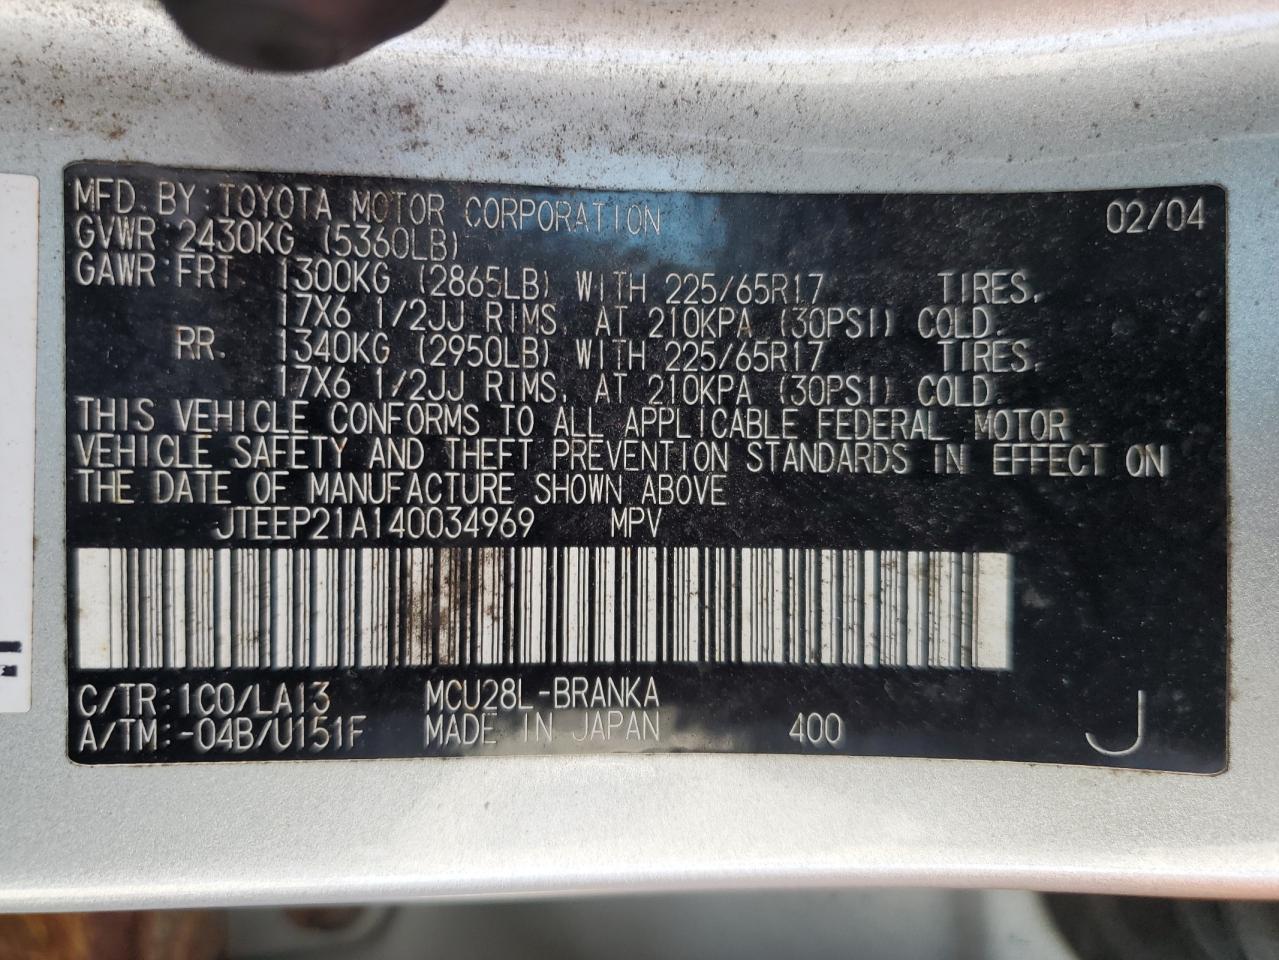 MFD. BY: TOYOTA MOTOR CORPORATION 02/04
GVWR 2430KG (5360LB)
GAWR FRT. 1300KG (2865LB) WITH 225/65R17 TIRES,
17X6 1/2JJ RIMS, AT 210KPA (30PSI) COLD.
RR. 1340KG (2950LB) WITH 225/65R17 TIRES,
17X6 1/2JJ RIMS, AT 210KPA (30PSI) COLD.
THIS VEHICLE CONFORMS TO ALL APPLICABLE FEDERAL MOTOR
VEHICLE SAFETY AND THEFT PREVENTION STANDARDS IN EFFECT ON
THE DATE OF MANUFACTURE SHOWN ABOVE
JTEEP21A140034969 MPV
C/TR: 1C0/LA13 MCU28L-BRANKA
A/TM: -04B/U151F MADE IN JAPAN 400 J